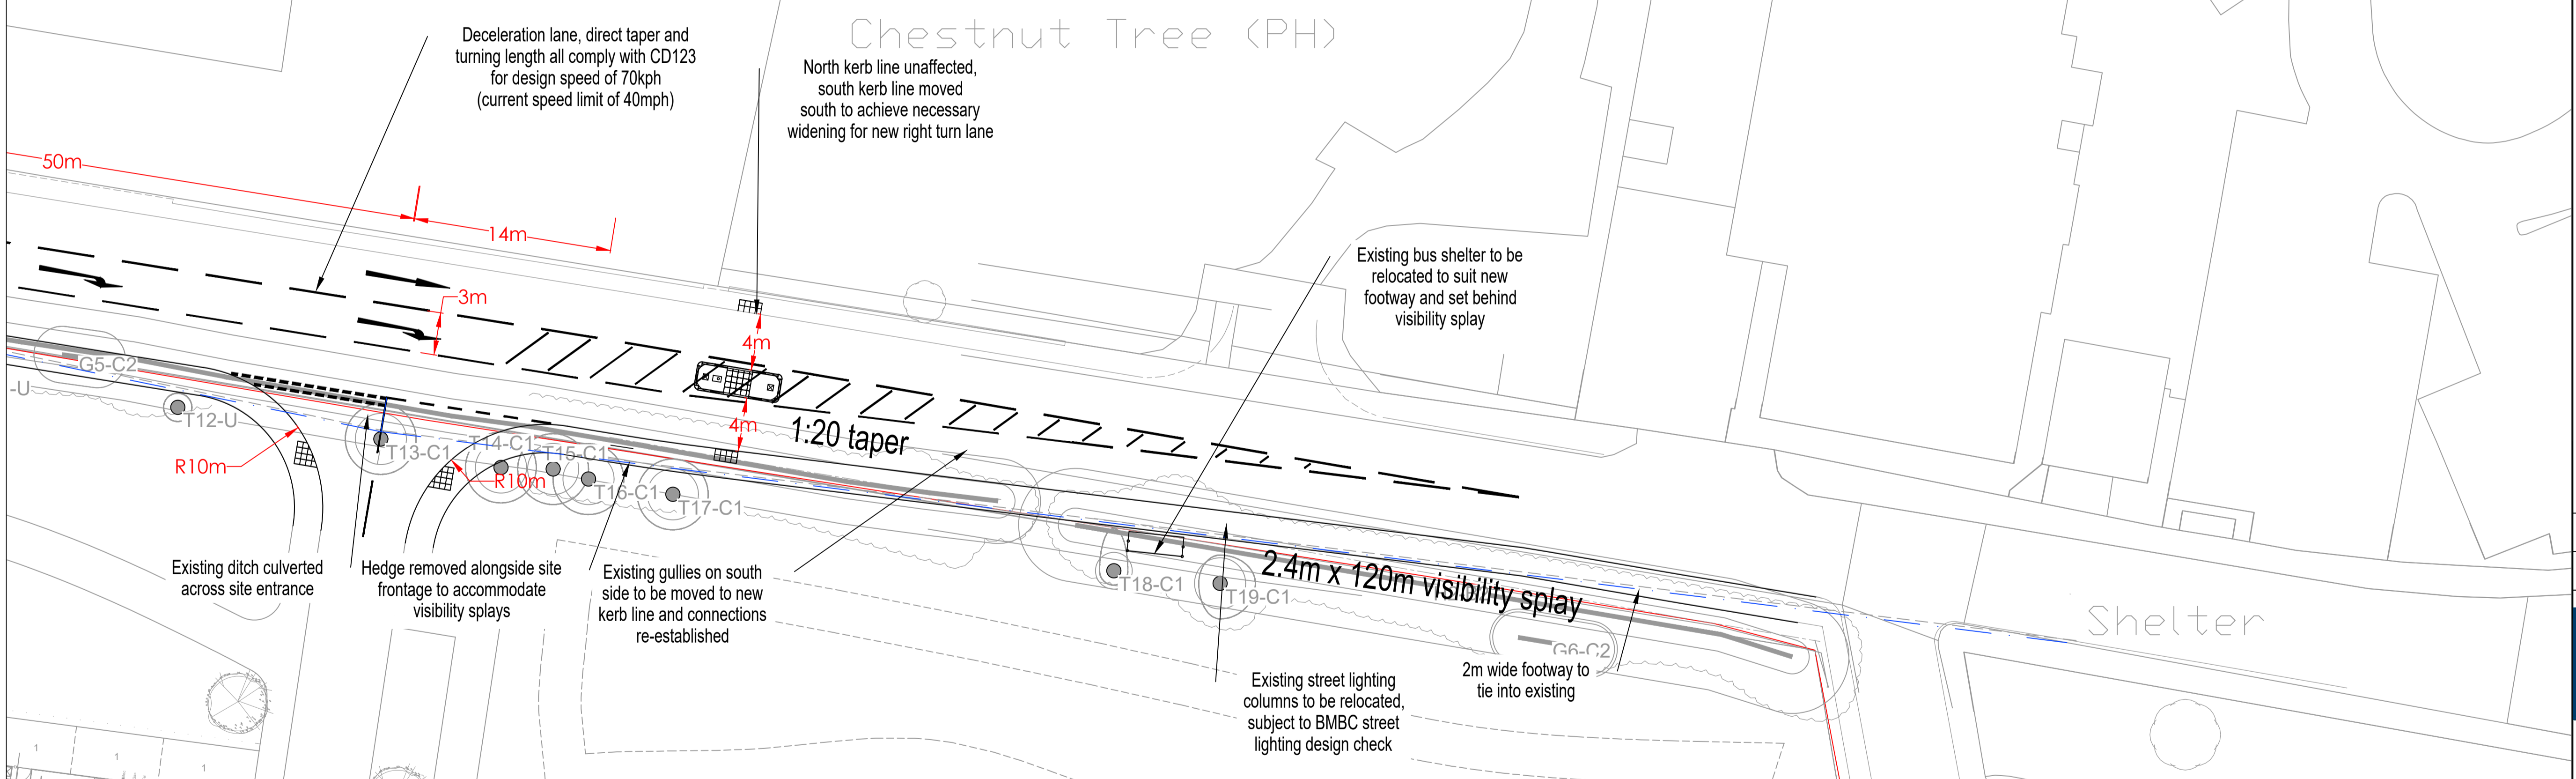 Chestnut Tree (PH)
Deceleration lane, direct taper and
turning length all comply with CD123
for design speed of 70kph
(current speed limit of 40mph)
North kerb line unaffected,
south kerb line moved
south to achieve necessary
widening for new right turn lane
50m
14m
3m
4m
4m
1:20 taper
Existing bus shelter to be
relocated to suit new
footway and set behind
visibility splay
G5-C2
-U
T12-U
T13-C1
T14-C1
T15-C1
T16-C1
T17-C1
R10m
R10m
T18-C1
T19-C1
2.4m x 120m visibility splay
G6-C2
Shelter
Existing ditch culverted
across site entrance
Hedge removed alongside site
frontage to accommodate
visibility splays
Existing gullies on south
side to be moved to new
kerb line and connections
re-established
Existing street lighting
columns to be relocated,
subject to BMBC street
lighting design check
2m wide footway to
tie into existing
1
1
1